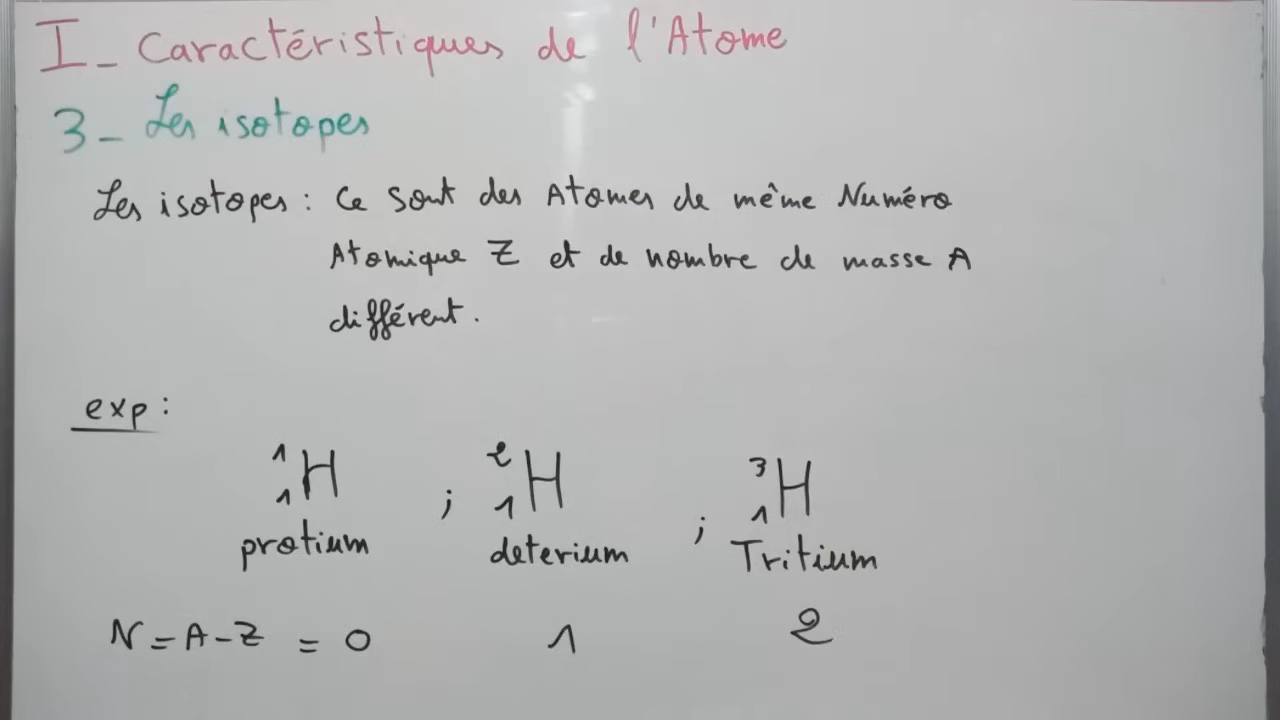 I_ Caractéristiques de l'Atome
3_ Les isotopes
Les isotopes : Ce sont des Atomes de même Numéro
Atomique Z et de nombre de masse A
différent.
exp :
¹₁H ; ²₁H ; ³₁H
protium deterium Tritium
N = A - Z = 0 1 2